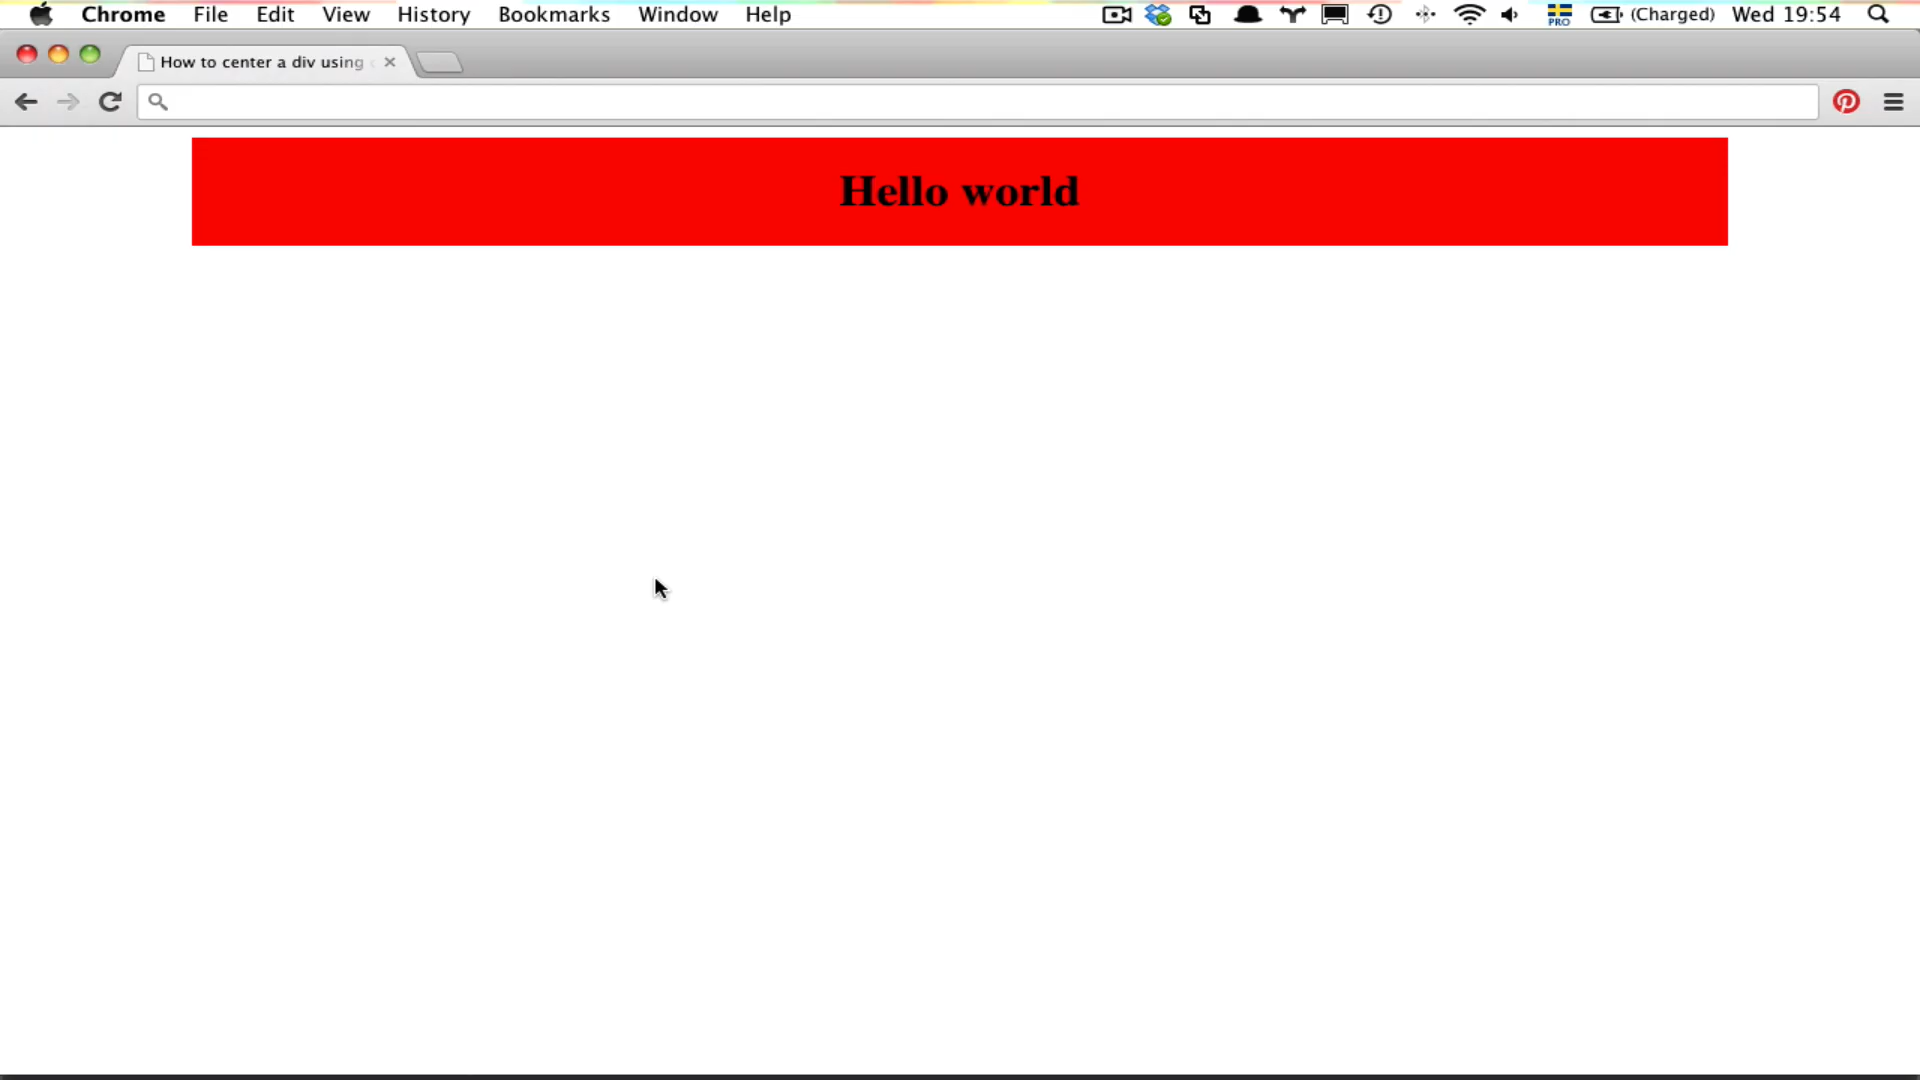 Chrome File Edit View History Bookmarks Window Help PRO (Charged) Wed 19:54
How to center a div using
Hello world